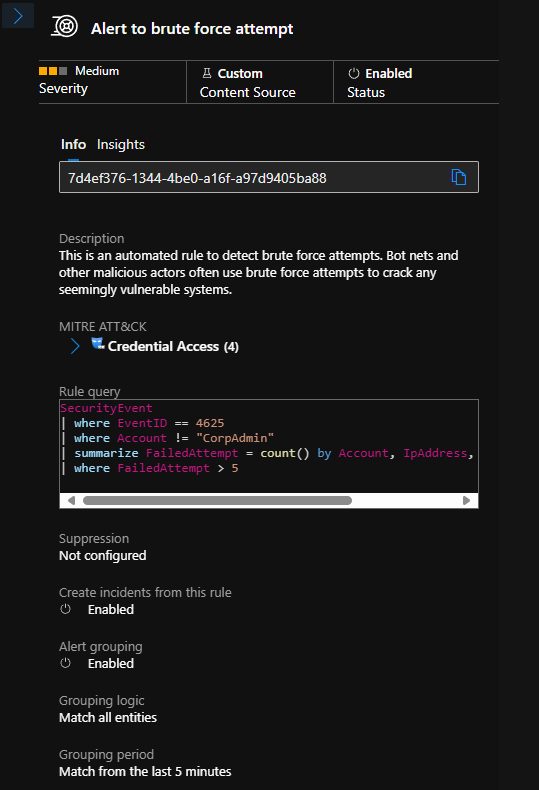 Alert to brute force attempt
Medium
Severity
Custom
Content Source
Enabled
Status
Info Insights
7d4ef376-1344-4be0-a16f-a97d9405ba88
Description
This is an automated rule to detect brute force attempts. Bot nets and
other malicious actors often use brute force attempts to crack any
seemingly vulnerable systems.
MITRE ATT&CK
Credential Access (4)
Rule query
SecurityEvent
| where EventID == 4625
| where Account != "CorpAdmin"
| summarize FailedAttempt = count() by Account, IpAddress,
| where FailedAttempt > 5
Suppression
Not configured
Create incidents from this rule
Enabled
Alert grouping
Enabled
Grouping logic
Match all entities
Grouping period
Match from the last 5 minutes